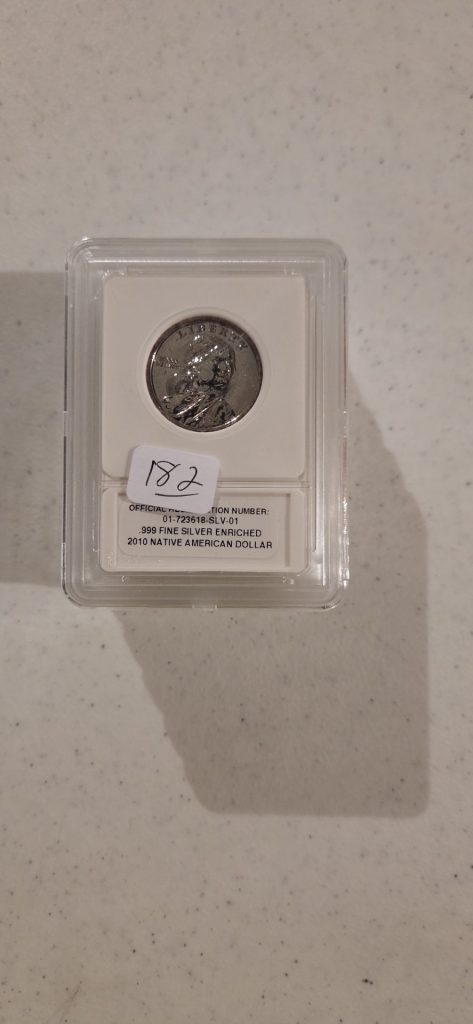 LIBERTY
182
OFFICIAL NUMBER:
01-723618-SLV-01
.999 FINE SILVER ENRICHED
2010 NATIVE AMERICAN DOLLAR